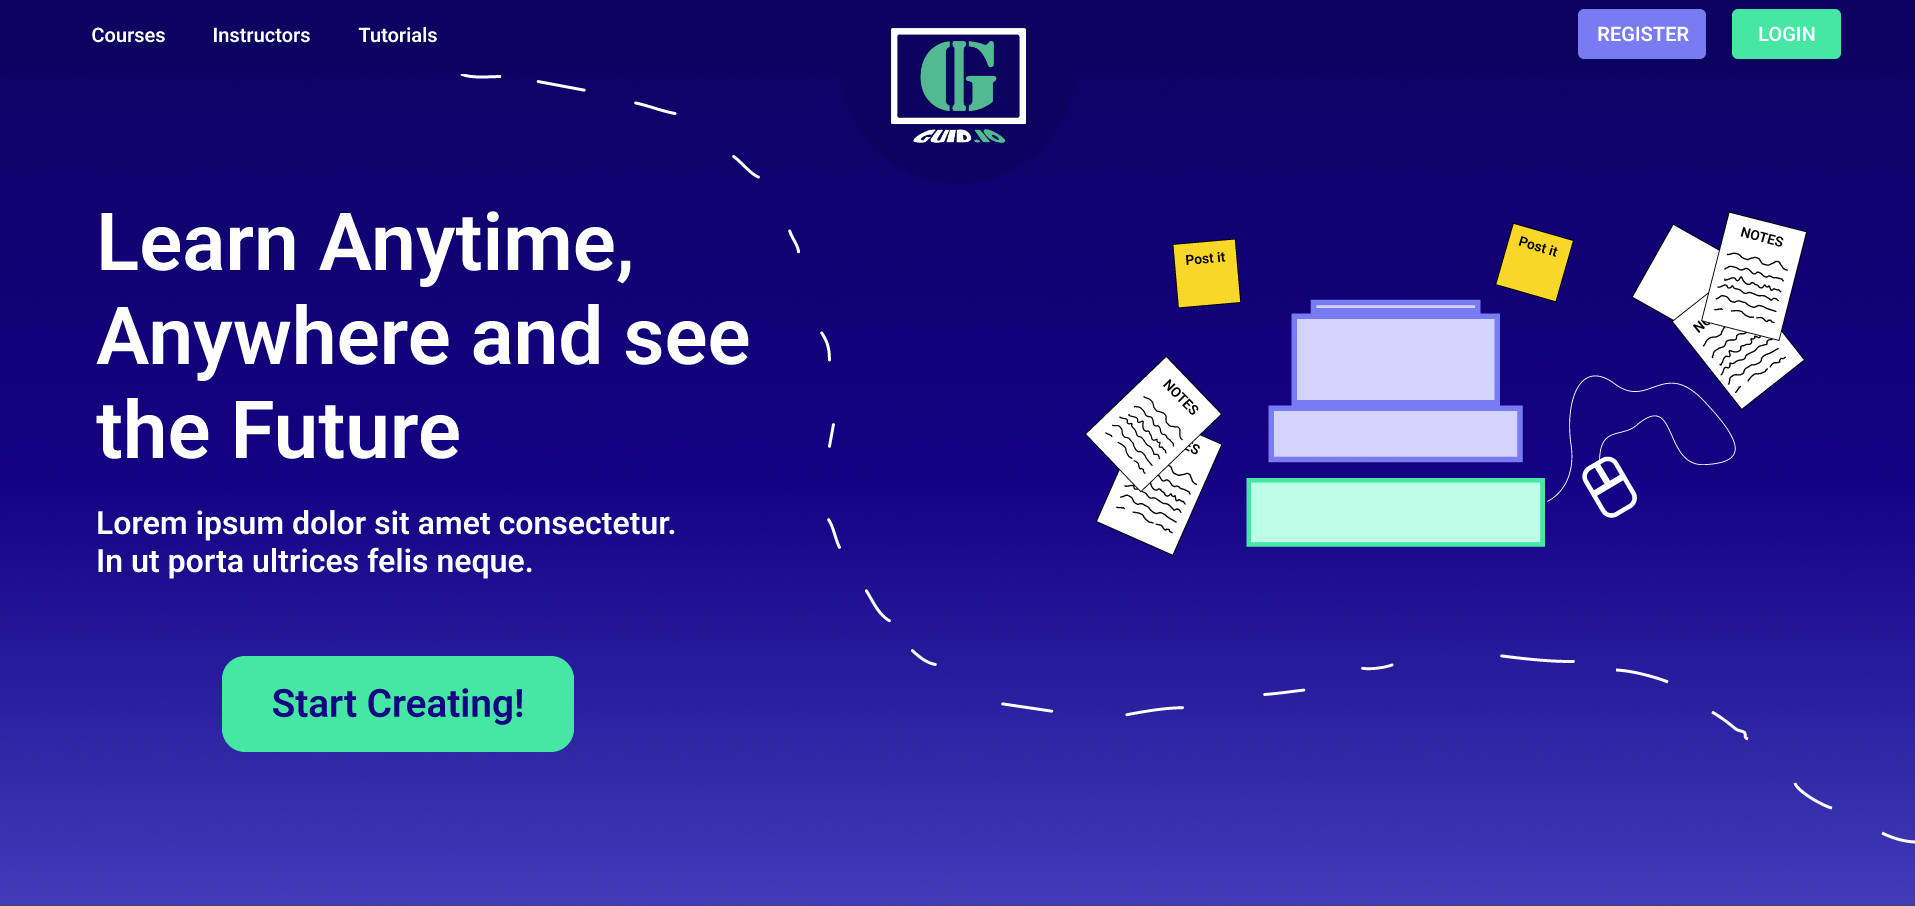 Courses
Instructors
Tutorials
G
GUID.IO
REGISTER
LOGIN
Learn Anytime,
Anywhere and see
the Future
Lorem ipsum dolor sit amet consectetur.
In ut porta ultrices felis neque.
Start Creating!
Post it
Post it
NOTES
NOTES